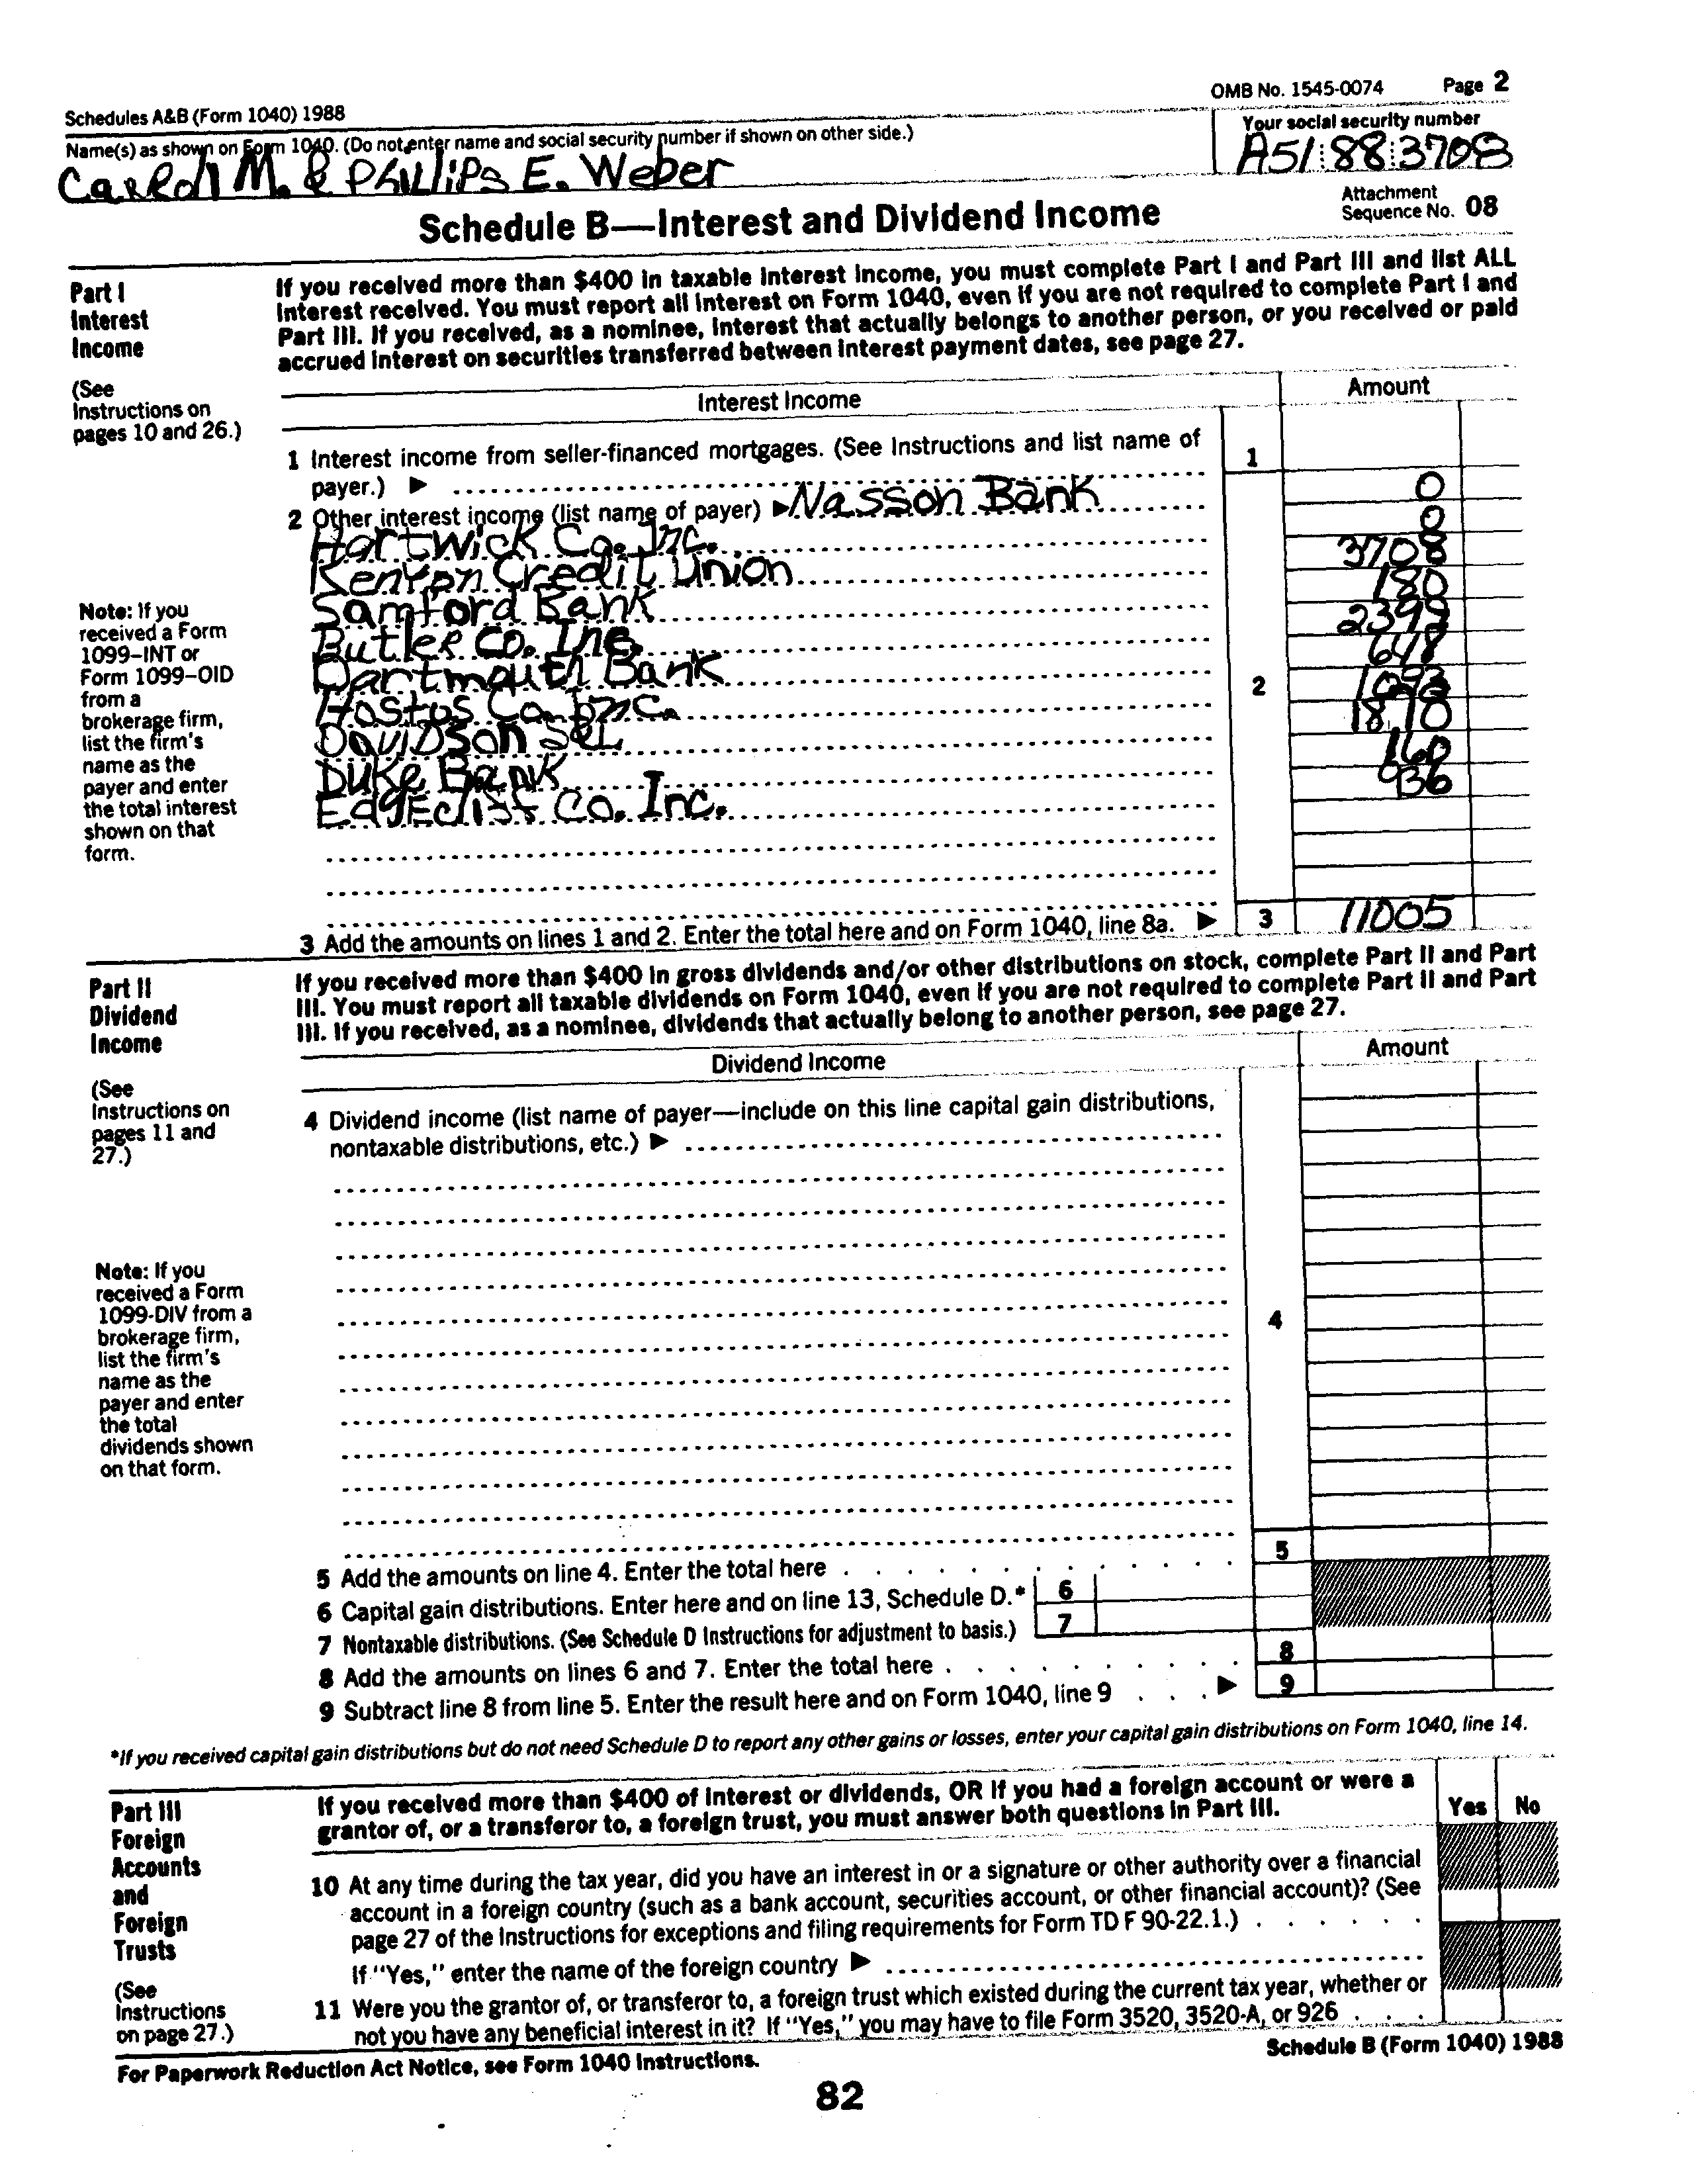 Schedules A&B (Form 1040) 1988
OMB No. 1545-0074 Page 2
Name(s) as shown on Form 1040. (Do not enter name and social security number if shown on other side.)
Your social security number
Carroll M. & Phillips E. Weber
A51 88 3708
Schedule B—Interest and Dividend Income
Attachment
Sequence No. 08
Part I
Interest
Income
(See
Instructions on
pages 10 and 26.)
Note: If you
received a Form
1099–INT or
Form 1099–OID
from a
brokerage firm,
list the firm's
name as the
payer and enter
the total interest
shown on that
form.
If you received more than $400 in taxable interest income, you must complete Part I and Part III and list ALL
interest received. You must report all interest on Form 1040, even if you are not required to complete Part I and
Part III. If you received, as a nominee, interest that actually belongs to another person, or you received or paid
accrued interest on securities transferred between interest payment dates, see page 27.
Interest Income Amount
1 Interest income from seller-financed mortgages. (See Instructions and list name of
payer.) ▶ 1
2 Other interest income (list name of payer) ▶ Nasson Bank 0
Hartwick Co. Inc. 0
Kenyon Credit Union 3708
Samford Bank 180
Butler Co. Inc. 2399
Dartmouth Bank 648
2
Hostos Co. Inc. 1093
Davidson S&L 1870
Duke Bank 160
Edgeclist Co. Inc. 936
3 Add the amounts on lines 1 and 2. Enter the total here and on Form 1040, line 8a. ▶ 3 11005
Part II
Dividend
Income
(See
Instructions on
pages 11 and
27.)
Note: If you
received a Form
1099-DIV from a
brokerage firm,
list the firm's
name as the
payer and enter
the total
dividends shown
on that form.
If you received more than $400 in gross dividends and/or other distributions on stock, complete Part II and Part
III. You must report all taxable dividends on Form 1040, even if you are not required to complete Part II and Part
III. If you received, as a nominee, dividends that actually belong to another person, see page 27.
Dividend Income Amount
4 Dividend income (list name of payer—include on this line capital gain distributions,
nontaxable distributions, etc.) ▶
4
5 Add the amounts on line 4. Enter the total here 5
6 Capital gain distributions. Enter here and on line 13, Schedule D.* 6
7 Nontaxable distributions. (See Schedule D Instructions for adjustment to basis.) 7
8 Add the amounts on lines 6 and 7. Enter the total here 8
9 Subtract line 8 from line 5. Enter the result here and on Form 1040, line 9 ▶ 9
*If you received capital gain distributions but do not need Schedule D to report any other gains or losses, enter your capital gain distributions on Form 1040, line 14.
Part III
Foreign
Accounts
and
Foreign
Trusts
(See
Instructions
on page 27.)
If you received more than $400 of interest or dividends, OR if you had a foreign account or were a
grantor of, or a transferor to, a foreign trust, you must answer both questions in Part III.
Yes No
10 At any time during the tax year, did you have an interest in or a signature or other authority over a financial
account in a foreign country (such as a bank account, securities account, or other financial account)? (See
page 27 of the Instructions for exceptions and filing requirements for Form TD F 90-22.1.)
If "Yes," enter the name of the foreign country ▶
11 Were you the grantor of, or transferor to, a foreign trust which existed during the current tax year, whether or
not you have any beneficial interest in it? If "Yes," you may have to file Form 3520, 3520-A, or 926
For Paperwork Reduction Act Notice, see Form 1040 Instructions.
Schedule B (Form 1040) 1988
82